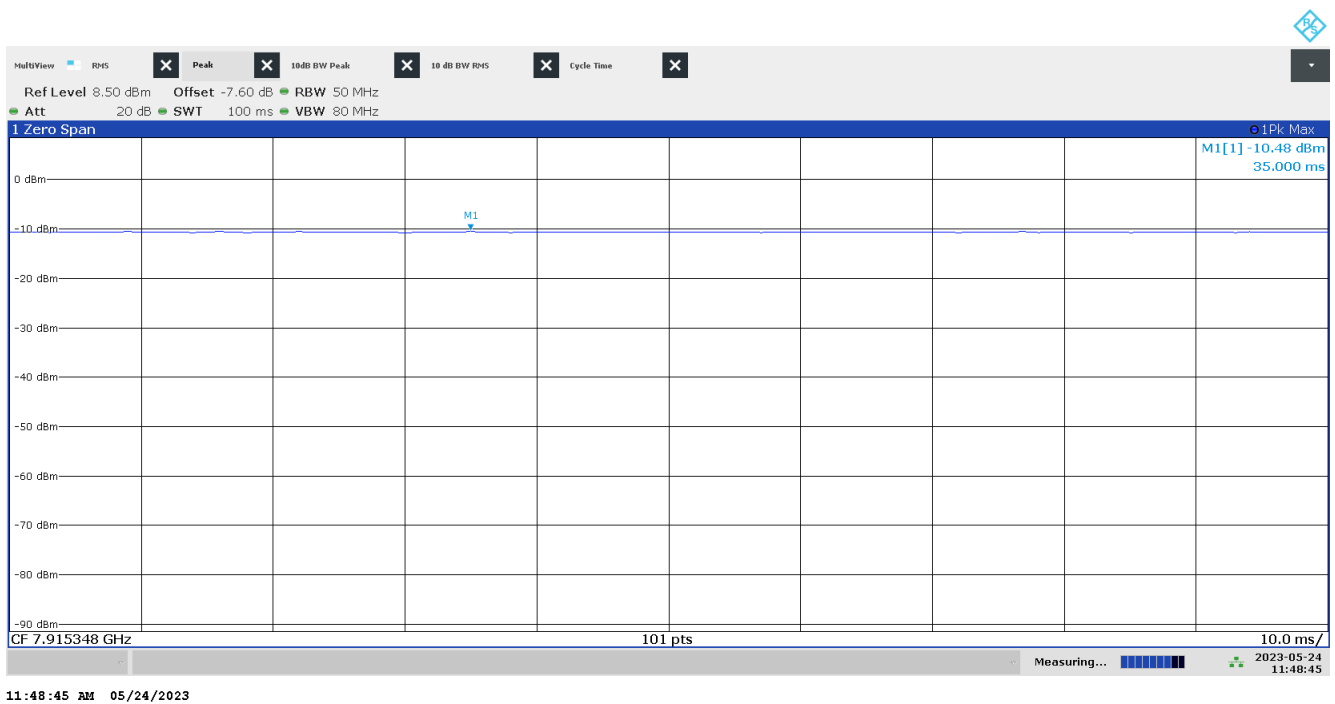 R&S
MultiView RMS Peak 10dB BW Peak 10 dB BW RMS Cycle Time
Ref Level 8.50 dBm Offset -7.60 dB RBW 50 MHz
Att 20 dB SWT 100 ms VBW 80 MHz
1 Zero Span 1Pk Max
M1[1] -10.48 dBm
35.000 ms
0 dBm
M1
-10 dBm
-20 dBm
-30 dBm
-40 dBm
-50 dBm
-60 dBm
-70 dBm
-80 dBm
-90 dBm
CF 7.915348 GHz 101 pts 10.0 ms/
Measuring... 2023-05-24
11:48:45
11:48:45 AM 05/24/2023